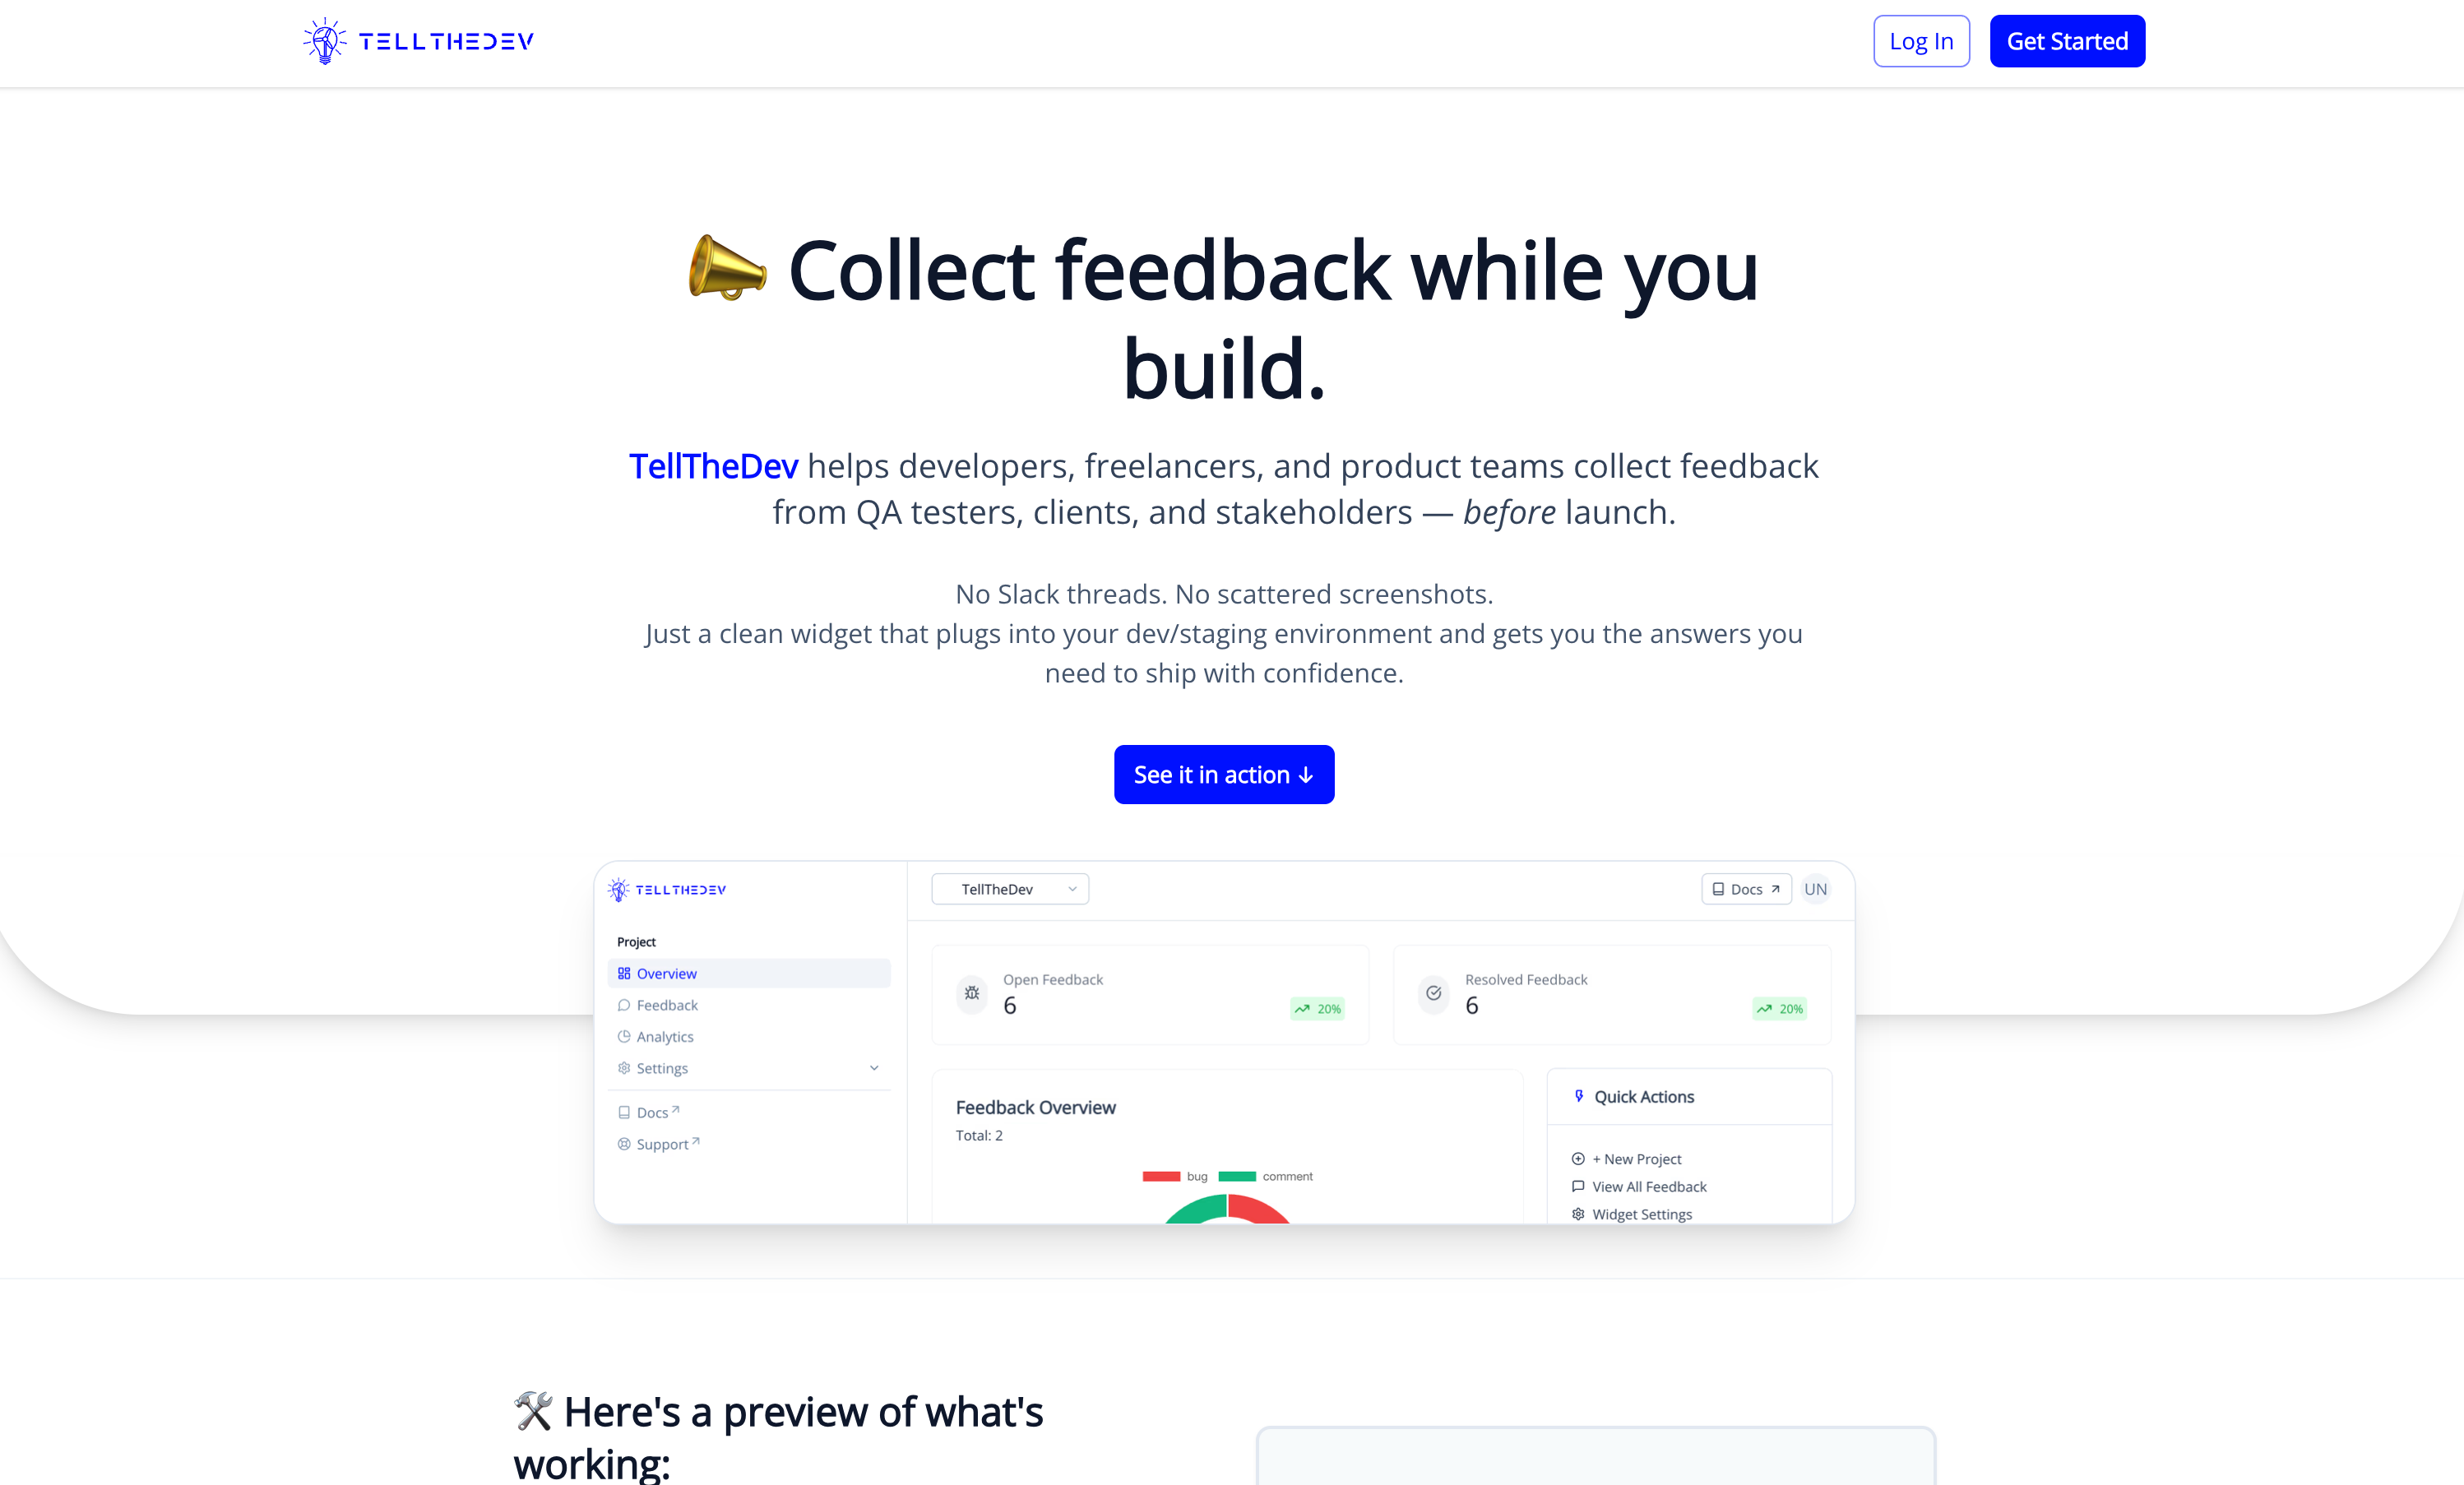 TELLTHEDEV
Log In
Get Started
📣 Collect feedback while you
build.
TellTheDev helps developers, freelancers, and product teams collect feedback
from QA testers, clients, and stakeholders — before launch.
No Slack threads. No scattered screenshots.
Just a clean widget that plugs into your dev/staging environment and gets you the answers you
need to ship with confidence.
See it in action ↓
TELLTHEDEV
TellTheDev
Docs
UN
Project
Overview
Feedback
Analytics
Settings
Docs
Support
Open Feedback
6
20%
Resolved Feedback
6
20%
Feedback Overview
Total: 2
bug
comment
Quick Actions
+ New Project
View All Feedback
Widget Settings
🛠️ Here's a preview of what's
working: